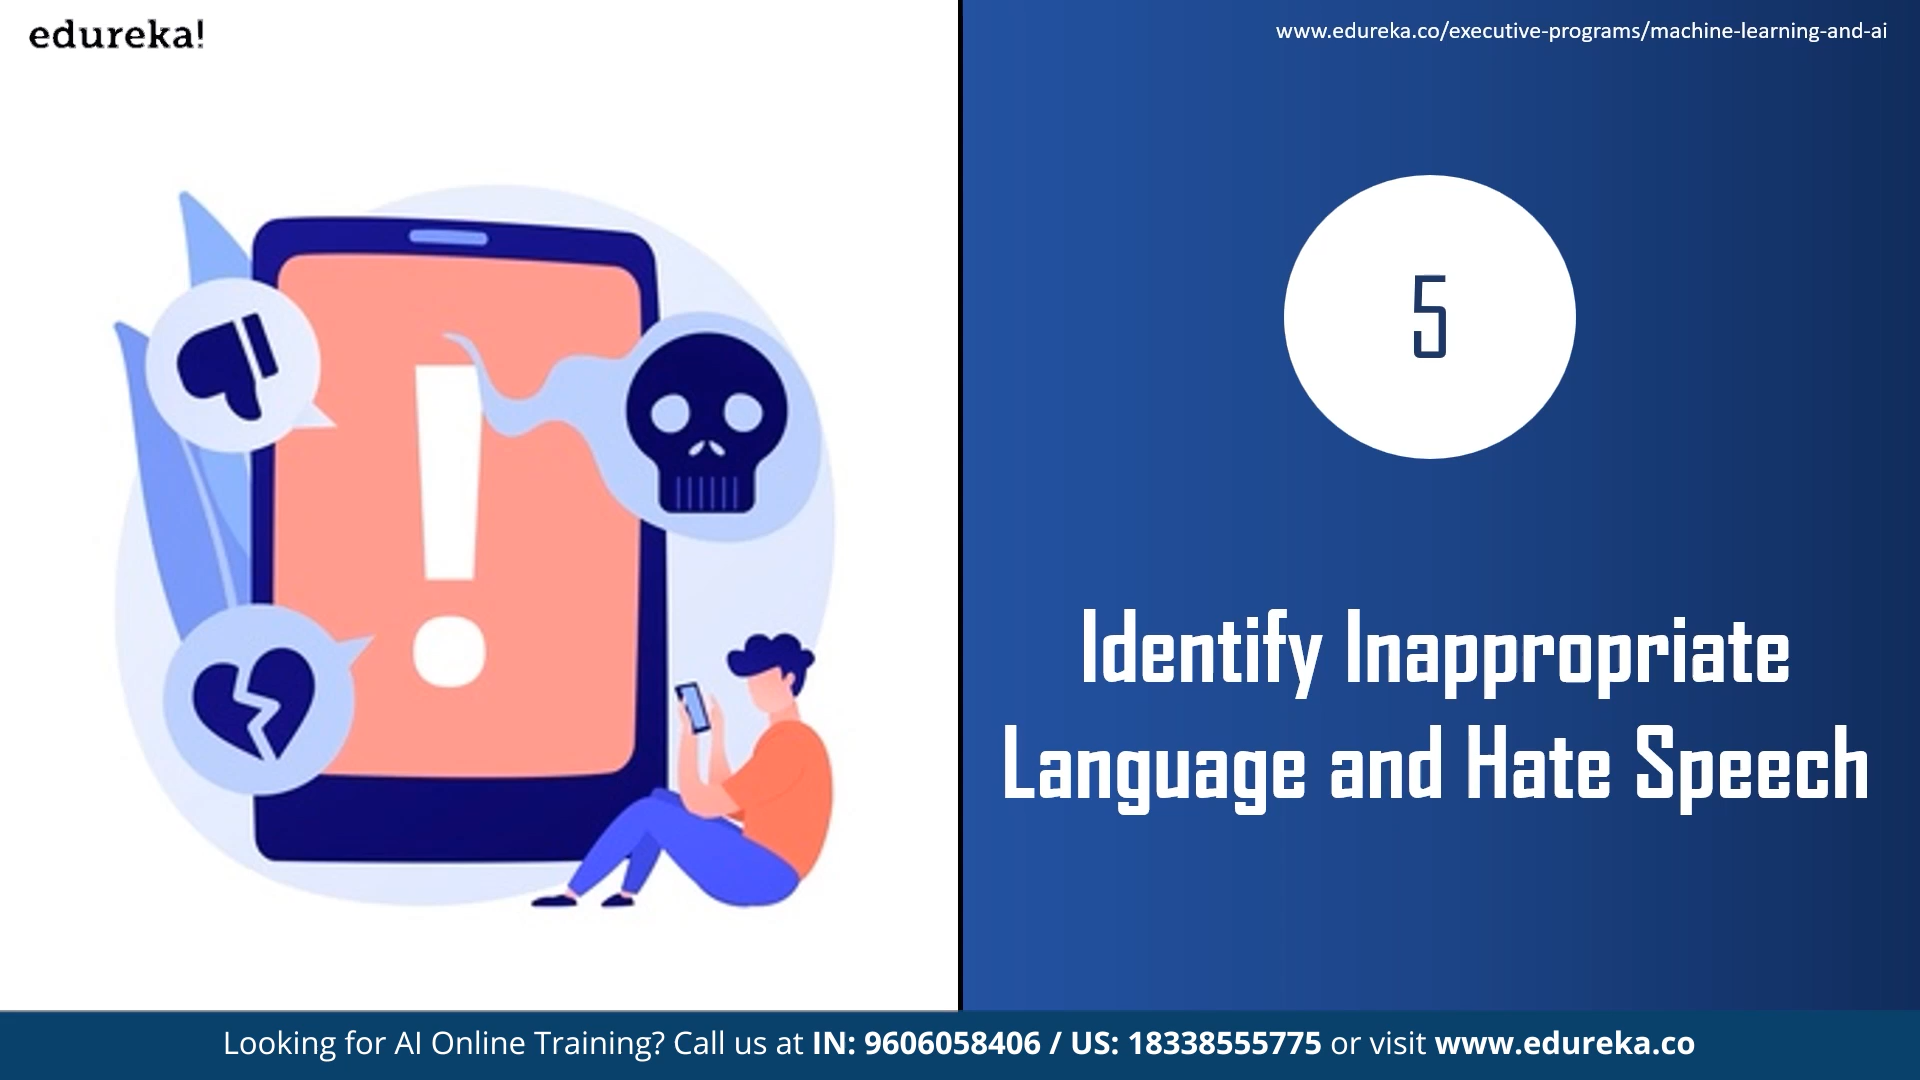 edureka!
www.edureka.co/executive-programs/machine-learning-and-ai
5
Identify Inappropriate
Language and Hate Speech
Looking for AI Online Training? Call us at IN: 9606058406 / US: 18338555775 or visit www.edureka.co